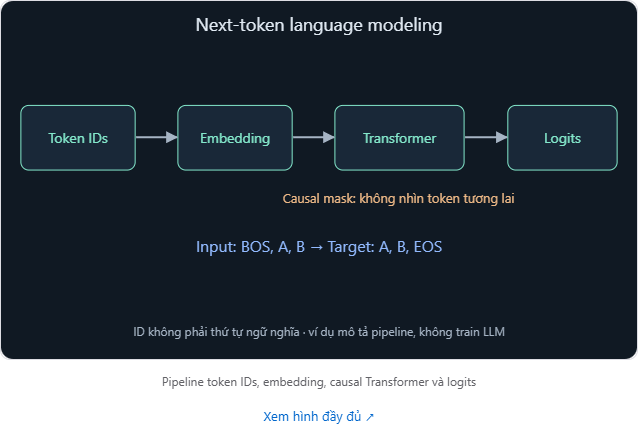 Next-token language modeling
Token IDs
Embedding
Transformer
Logits
Causal mask: không nhìn token tương lai
Input: BOS, A, B → Target: A, B, EOS
ID không phải thứ tự ngữ nghĩa · ví dụ mô tả pipeline, không train LLM
Pipeline token IDs, embedding, causal Transformer và logits
Xem hình đầy đủ ↗